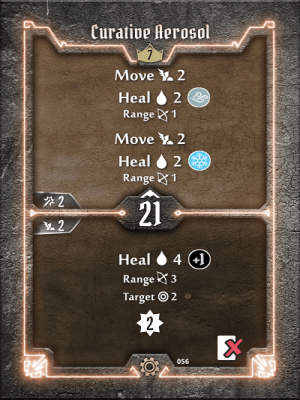 Curative Aerosol
7
Move 2
Heal 2
Range 1
Move 2
Heal 2
Range 1
2
21
2
Heal 4 +1
Range 3
Target 2
2
056